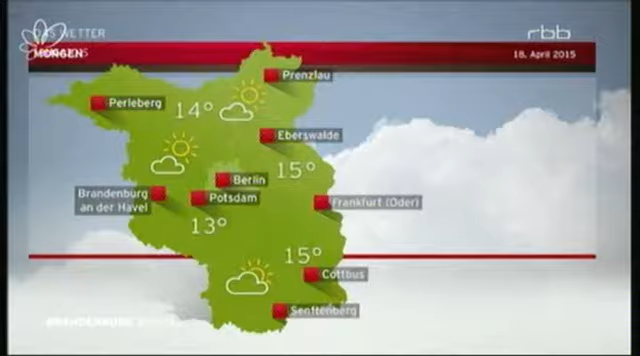 DAS WETTER
rbb
MORGEN
18. April 2015
Prenzlau
Perleberg
14°
Eberswalde
15°
Berlin
Brandenburg
an der Havel
Potsdam
Frankfurt (Oder)
13°
15°
Cottbus
Senftenberg
BRANDENBURG